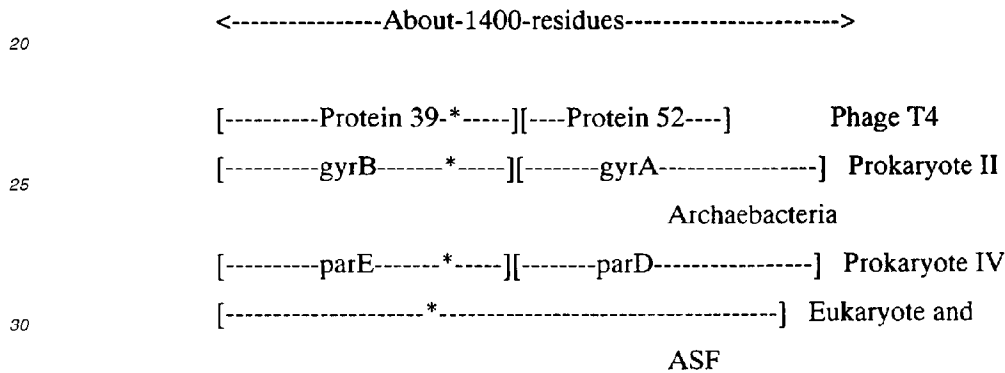 <---------------About-1400-residues--------------------->
20
[----------Protein 39-*-----][----Protein 52----] Phage T4
[----------gyrB-------*-----][--------gyrA----------------] Prokaryote II
25
Archaebacteria
[----------parE-------*-----][--------parD----------------] Prokaryote IV
[--------------------*---------------------------------] Eukaryote and
30
ASF